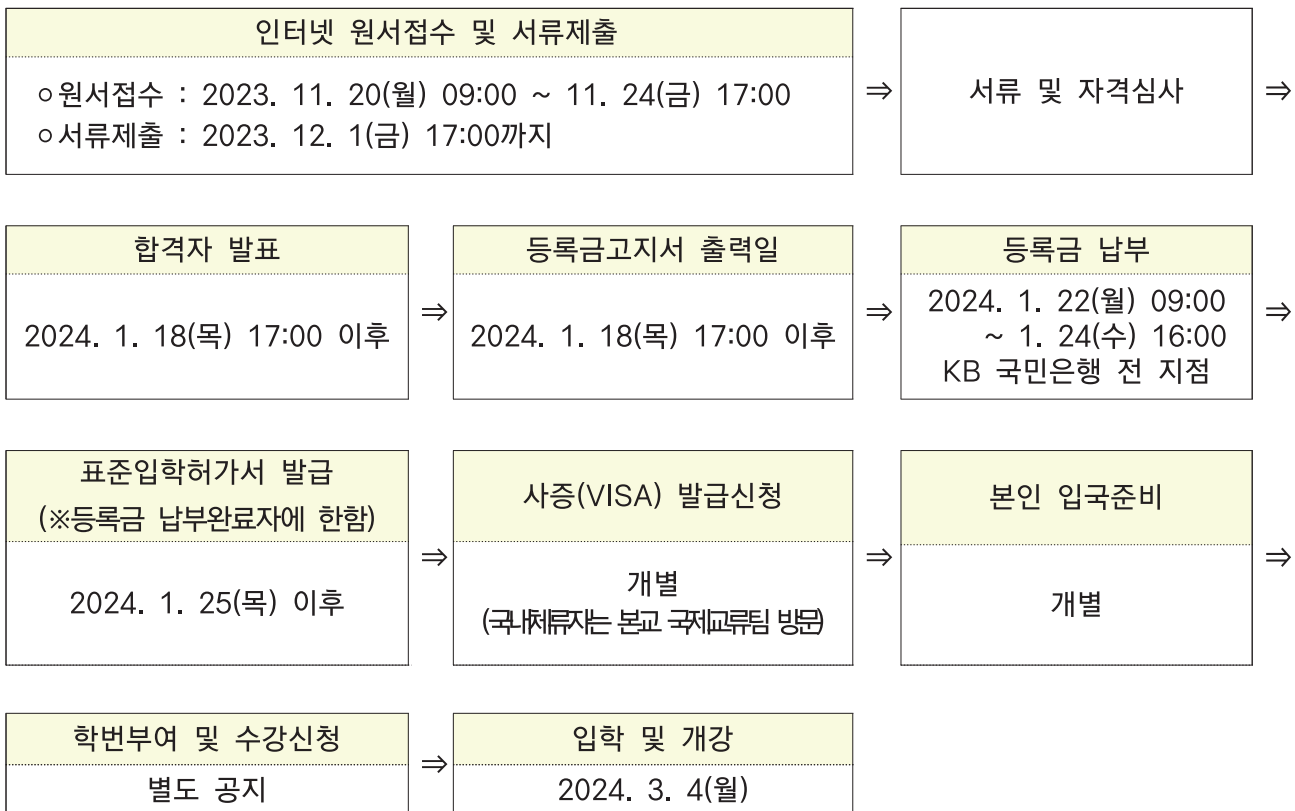 인터넷 원서접수 및 서류제출
○원서접수 : 2023. 11. 20(월) 09:00 ~ 11. 24(금) 17:00
○서류제출 : 2023. 12. 1(금) 17:00까지
⇒
서류 및 자격심사
⇒
합격자 발표
2024. 1. 18(목) 17:00 이후
⇒
등록금고지서 출력일
2024. 1. 18(목) 17:00 이후
⇒
등록금 납부
2024. 1. 22(월) 09:00
~ 1. 24(수) 16:00
KB 국민은행 전 지점
⇒
표준입학허가서 발급
(※등록금 납부완료자에 한함)
2024. 1. 25(목) 이후
⇒
사증(VISA) 발급신청
개별
(국내체류자는 본교 국제교류팀 방문)
⇒
본인 입국준비
개별
⇒
학번부여 및 수강신청
별도 공지
⇒
입학 및 개강
2024. 3. 4(월)